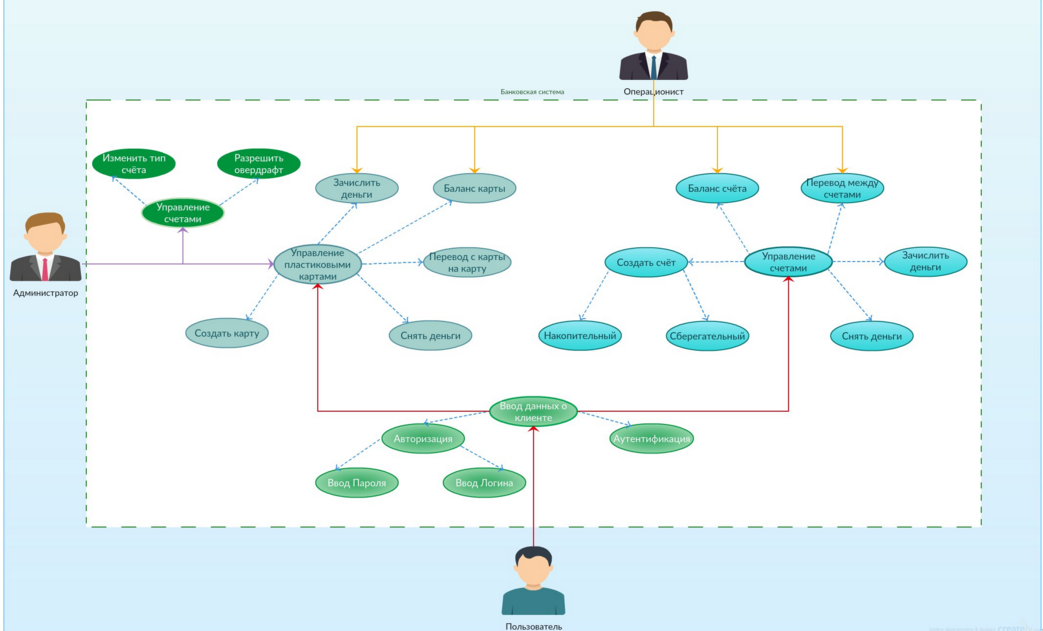 Операционист
Банковская система
Изменить тип
счёта
Разрешить
овердрафт
Управление
счетами
Администратор
Зачислить
деньги
Баланс карты
Управление
пластиковыми
картами
Перевод с карты
на карту
Создать карту
Снять деньги
Баланс счёта
Перевод между
счетами
Создать счёт
Управление
счетами
Зачислить
деньги
Накопительный
Сберегательный
Снять деньги
Ввод данных о
клиенте
Авторизация
Аутентификация
Ввод Пароля
Ввод Логина
Пользователь